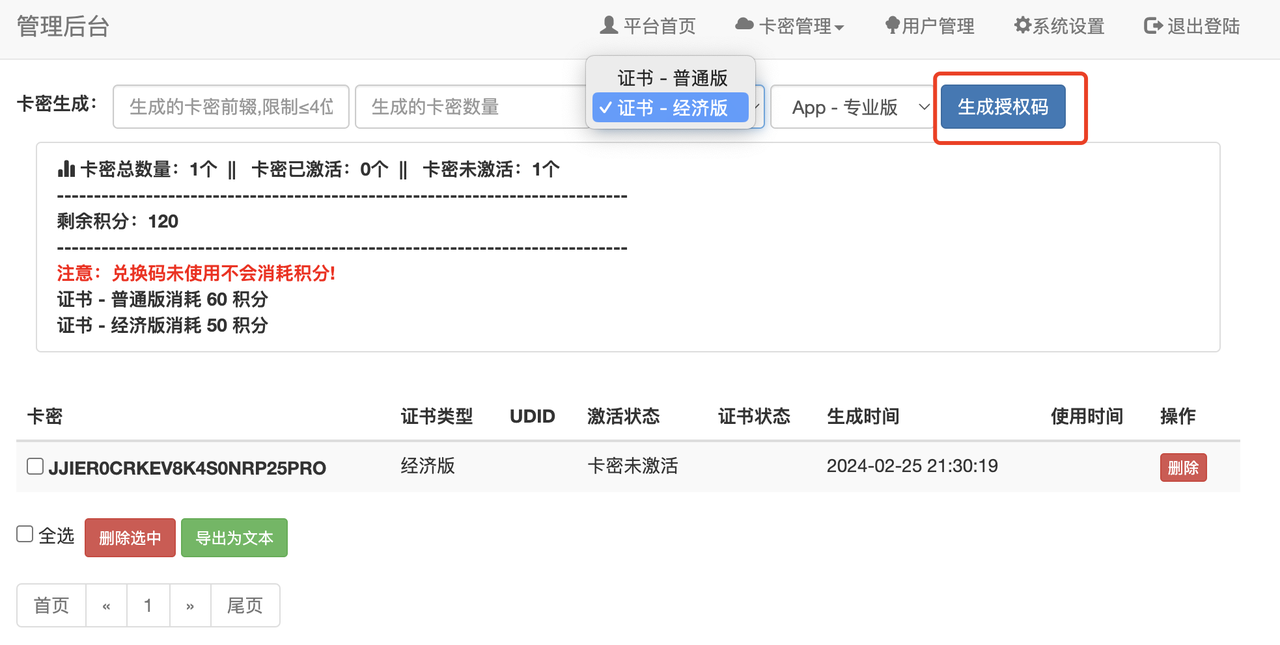 管理后台
平台首页
卡密管理
用户管理
系统设置
退出登陆
卡密生成：
生成的卡密前辍,限制≤4位
生成的卡密数量
证书 - 普通版
✓ 证书 - 经济版
App - 专业版
生成授权码
卡密总数量：1个 || 卡密已激活：0个 || 卡密未激活：1个
------------------------------------------------------------------------------
剩余积分：120
------------------------------------------------------------------------------
注意：兑换码未使用不会消耗积分!
证书 - 普通版消耗 60 积分
证书 - 经济版消耗 50 积分
卡密 证书类型 UDID 激活状态 证书状态 生成时间 使用时间 操作
JJIER0CRKEV8K4S0NRP25PRO 经济版 卡密未激活 2024-02-25 21:30:19 删除
全选 删除选中 导出为文本
首页 « 1 » 尾页